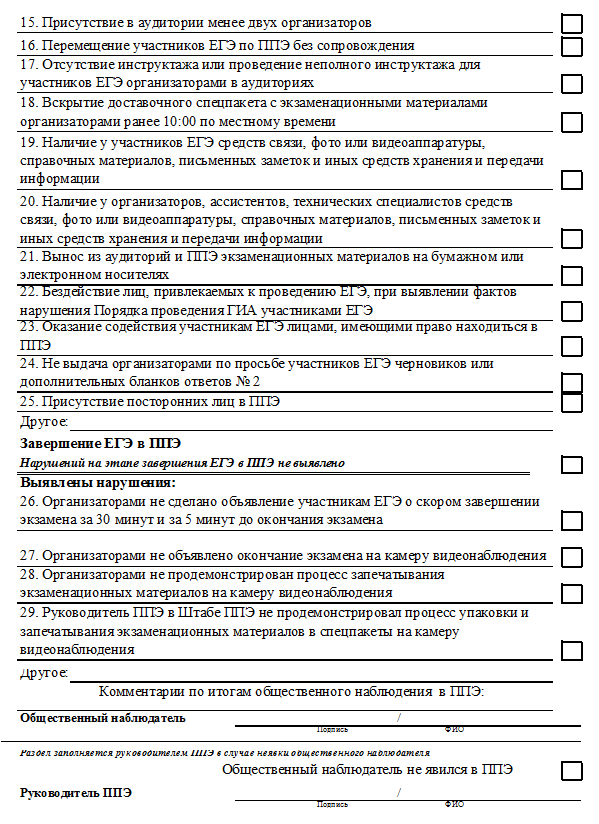 15. Присутствие в аудитории менее двух организаторов
16. Перемещение участников ЕГЭ по ППЭ без сопровождения
17. Отсутствие инструктажа или проведение неполного инструктажа для
участников ЕГЭ организаторами в аудиториях
18. Вскрытие доставочного спецпакета с экзаменационными материалами
организаторами ранее 10:00 по местному времени
19. Наличие у участников ЕГЭ средств связи, фото или видеоаппаратуры,
справочных материалов, письменных заметок и иных средств хранения и передачи
информации
20. Наличие у организаторов, ассистентов, технических специалистов средств
связи, фото или видеоаппаратуры, справочных материалов, письменных заметок и
иных средств хранения и передачи информации
21. Вынос из аудиторий и ППЭ экзаменационных материалов на бумажном или
электронном носителях
22. Бездействие лиц, привлекаемых к проведению ЕГЭ, при выявлении фактов
нарушения Порядка проведения ГИА участниками ЕГЭ
23. Оказание содействия участникам ЕГЭ лицами, имеющими право находиться в
ППЭ
24. Не выдача организаторами по просьбе участников ЕГЭ черновиков или
дополнительных бланков ответов № 2
25. Присутствие посторонних лиц в ППЭ
Другое:
Завершение ЕГЭ в ППЭ
Нарушений на этапе завершения ЕГЭ в ППЭ не выявлено
Выявлены нарушения:
26. Организаторами не сделано объявление участникам ЕГЭ о скором завершении
экзамена за 30 минут и за 5 минут до окончания экзамена
27. Организаторами не объявлено окончание экзамена на камеру видеонаблюдения
28. Организаторами не продемонстрирован процесс запечатывания
экзаменационных материалов на камеру видеонаблюдения
29. Руководитель ППЭ в Штабе ППЭ не продемонстрировал процесс упаковки и
запечатывания экзаменационных материалов в спецпакеты на камеру
видеонаблюдения
Другое:
Комментарии по итогам общественного наблюдения в ППЭ:
Общественный наблюдатель /
Подпись ФИО
Раздел заполняется руководителем ППЭ в случае неявки общественного наблюдателя
Общественный наблюдатель не явился в ППЭ
Руководитель ППЭ /
Подпись ФИО